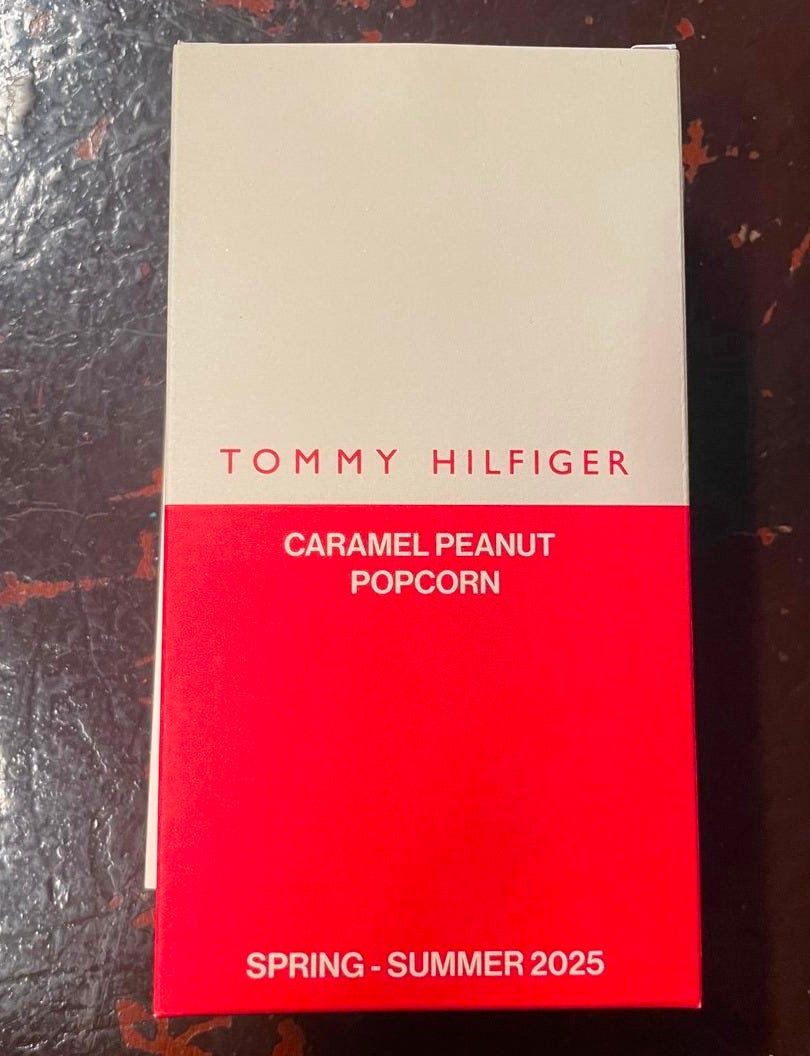 TOMMY HILFIGER
CARAMEL PEANUT
POPCORN
SPRING - SUMMER 2025